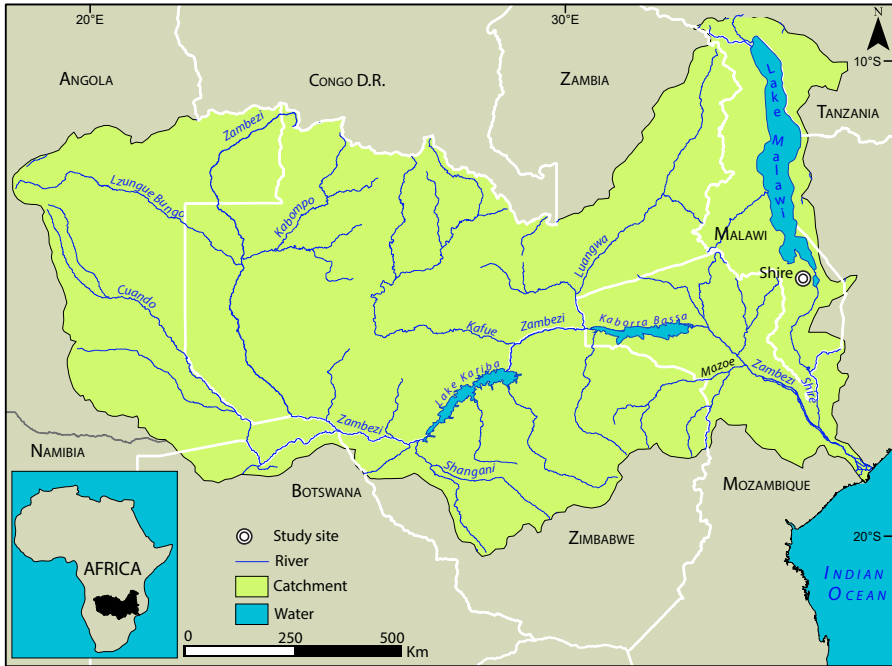 20°E
30°E
N
10°S
ANGOLA
CONGO D.R.
ZAMBIA
TANZANIA
Lake Malawi
Zambezi
Lzungue Bungo
Kabompo
Luangwa
MALAWI
Shire
Cuando
Kafue
Zambezi
Kaborra Bassa
Mazoe
Zambezi
Shire
Lake Kariba
Zambezi
Shangani
NAMIBIA
BOTSWANA
MOZAMBIQUE
ZIMBABWE
20°S
INDIAN
OCEAN
AFRICA
Study site
River
Catchment
Water
0
250
500
Km